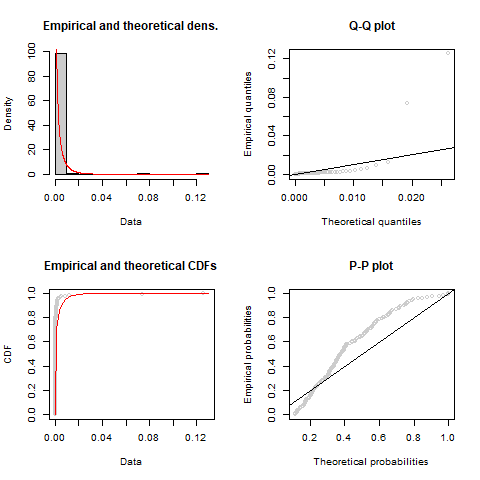 Empirical and theoretical dens.
Density
0 20 40 60 80 100
0.00 0.04 0.08 0.12
Data
Q-Q plot
Empirical quantiles
0.00 0.04 0.12
0.000 0.010 0.020
Theoretical quantiles
Empirical and theoretical CDFs
CDF
0.0 0.2 0.4 0.6 0.8 1.0
0.00 0.04 0.08 0.12
Data
P-P plot
Empirical probabilities
0.0 0.2 0.4 0.6 0.8 1.0
0.2 0.4 0.6 0.8 1.0
Theoretical probabilities